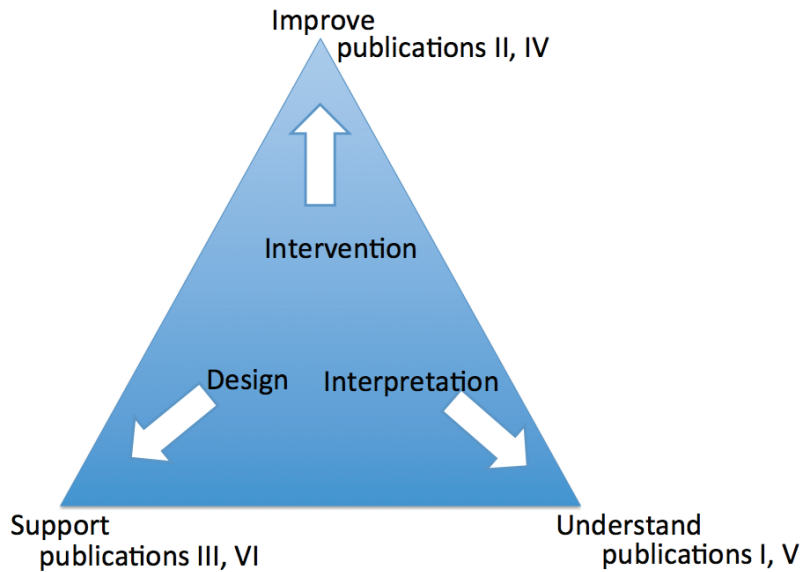 Improve
publications II, IV
Intervention
Design
Interpretation
Support
publications III, VI
Understand
publications I, V